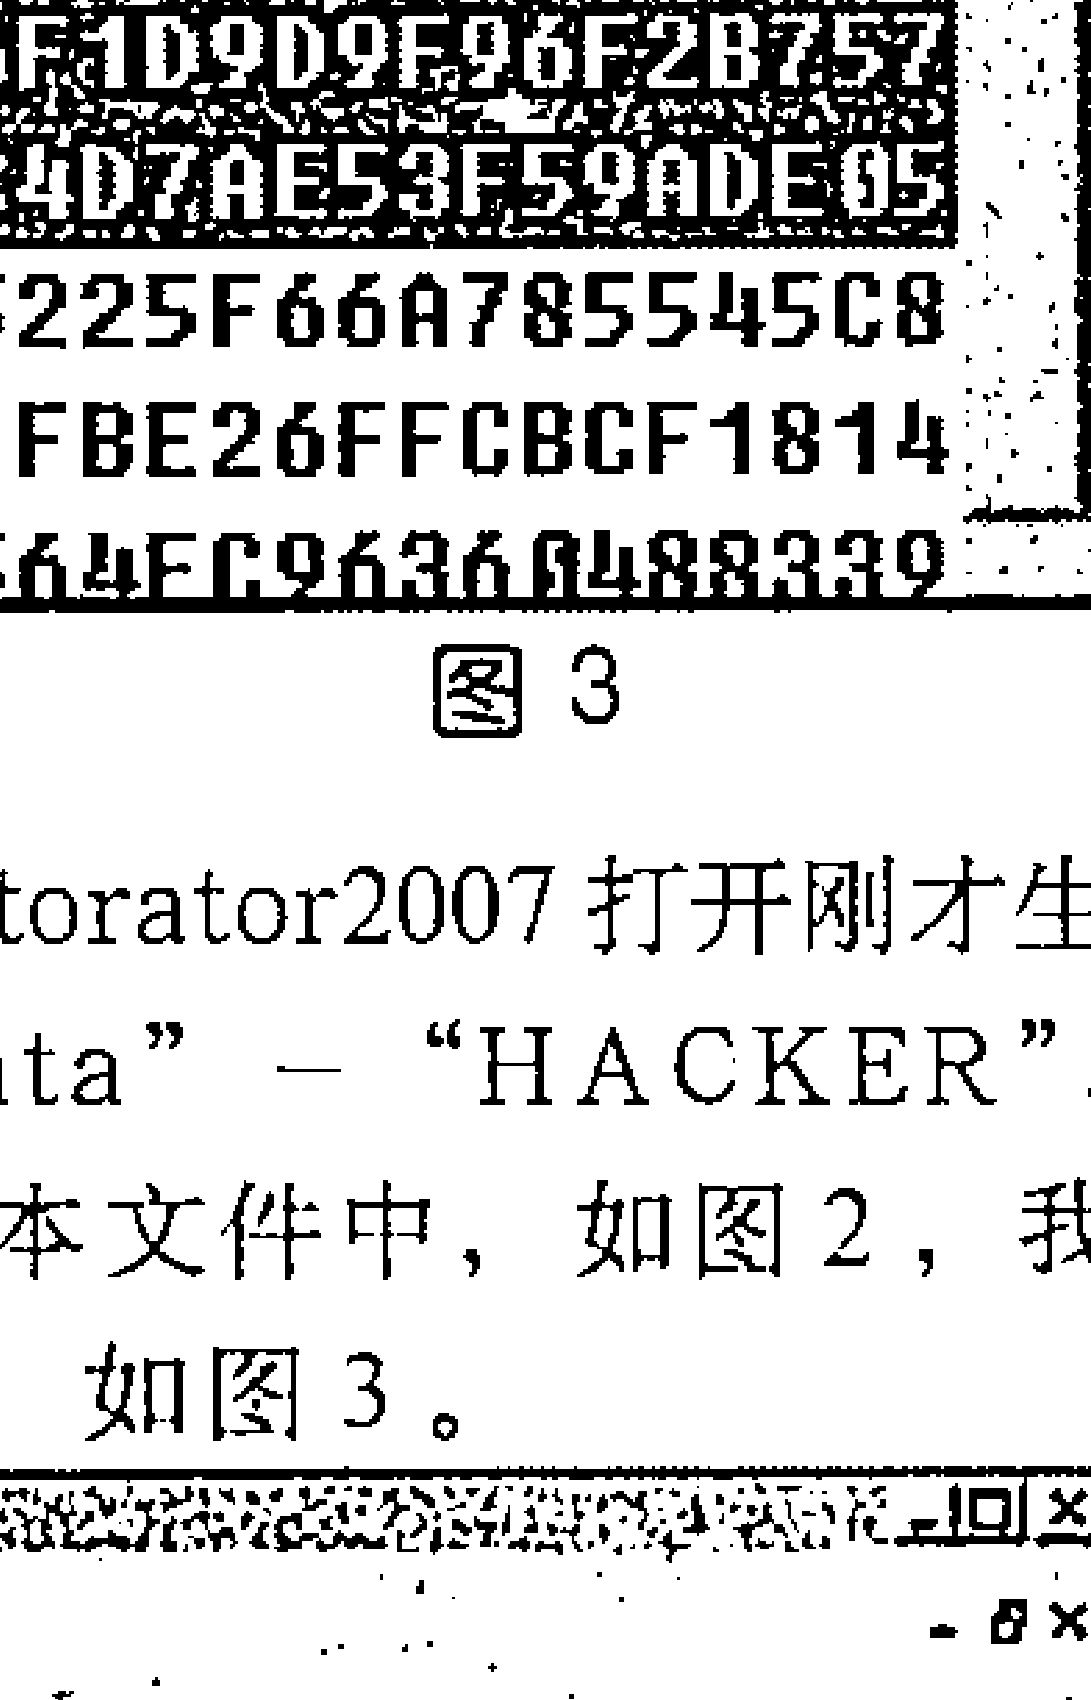 F1D9D9F96F2B757
4D7AE53F59ADE05
225F66A785545C8
FBE26FFCBCF1814
64FC96360488339
图 3
torator2007 打开刚才生
ta” — “HACKER”
本文件中, 如图 2, 我
如图 3。